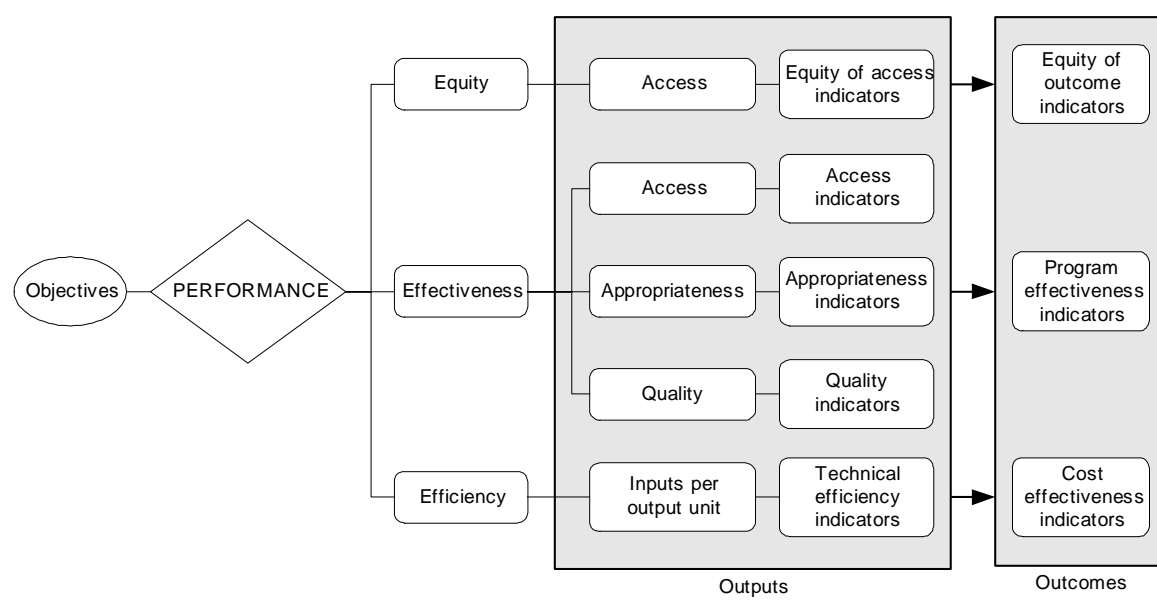 Objectives
PERFORMANCE
Equity
Access
Equity of access
indicators
Equity of
outcome
indicators
Access
Access
indicators
Effectiveness
Appropriateness
Appropriateness
indicators
Program
effectiveness
indicators
Quality
Quality
indicators
Efficiency
Inputs per
output unit
Technical
efficiency
indicators
Cost
effectiveness
indicators
Outputs
Outcomes